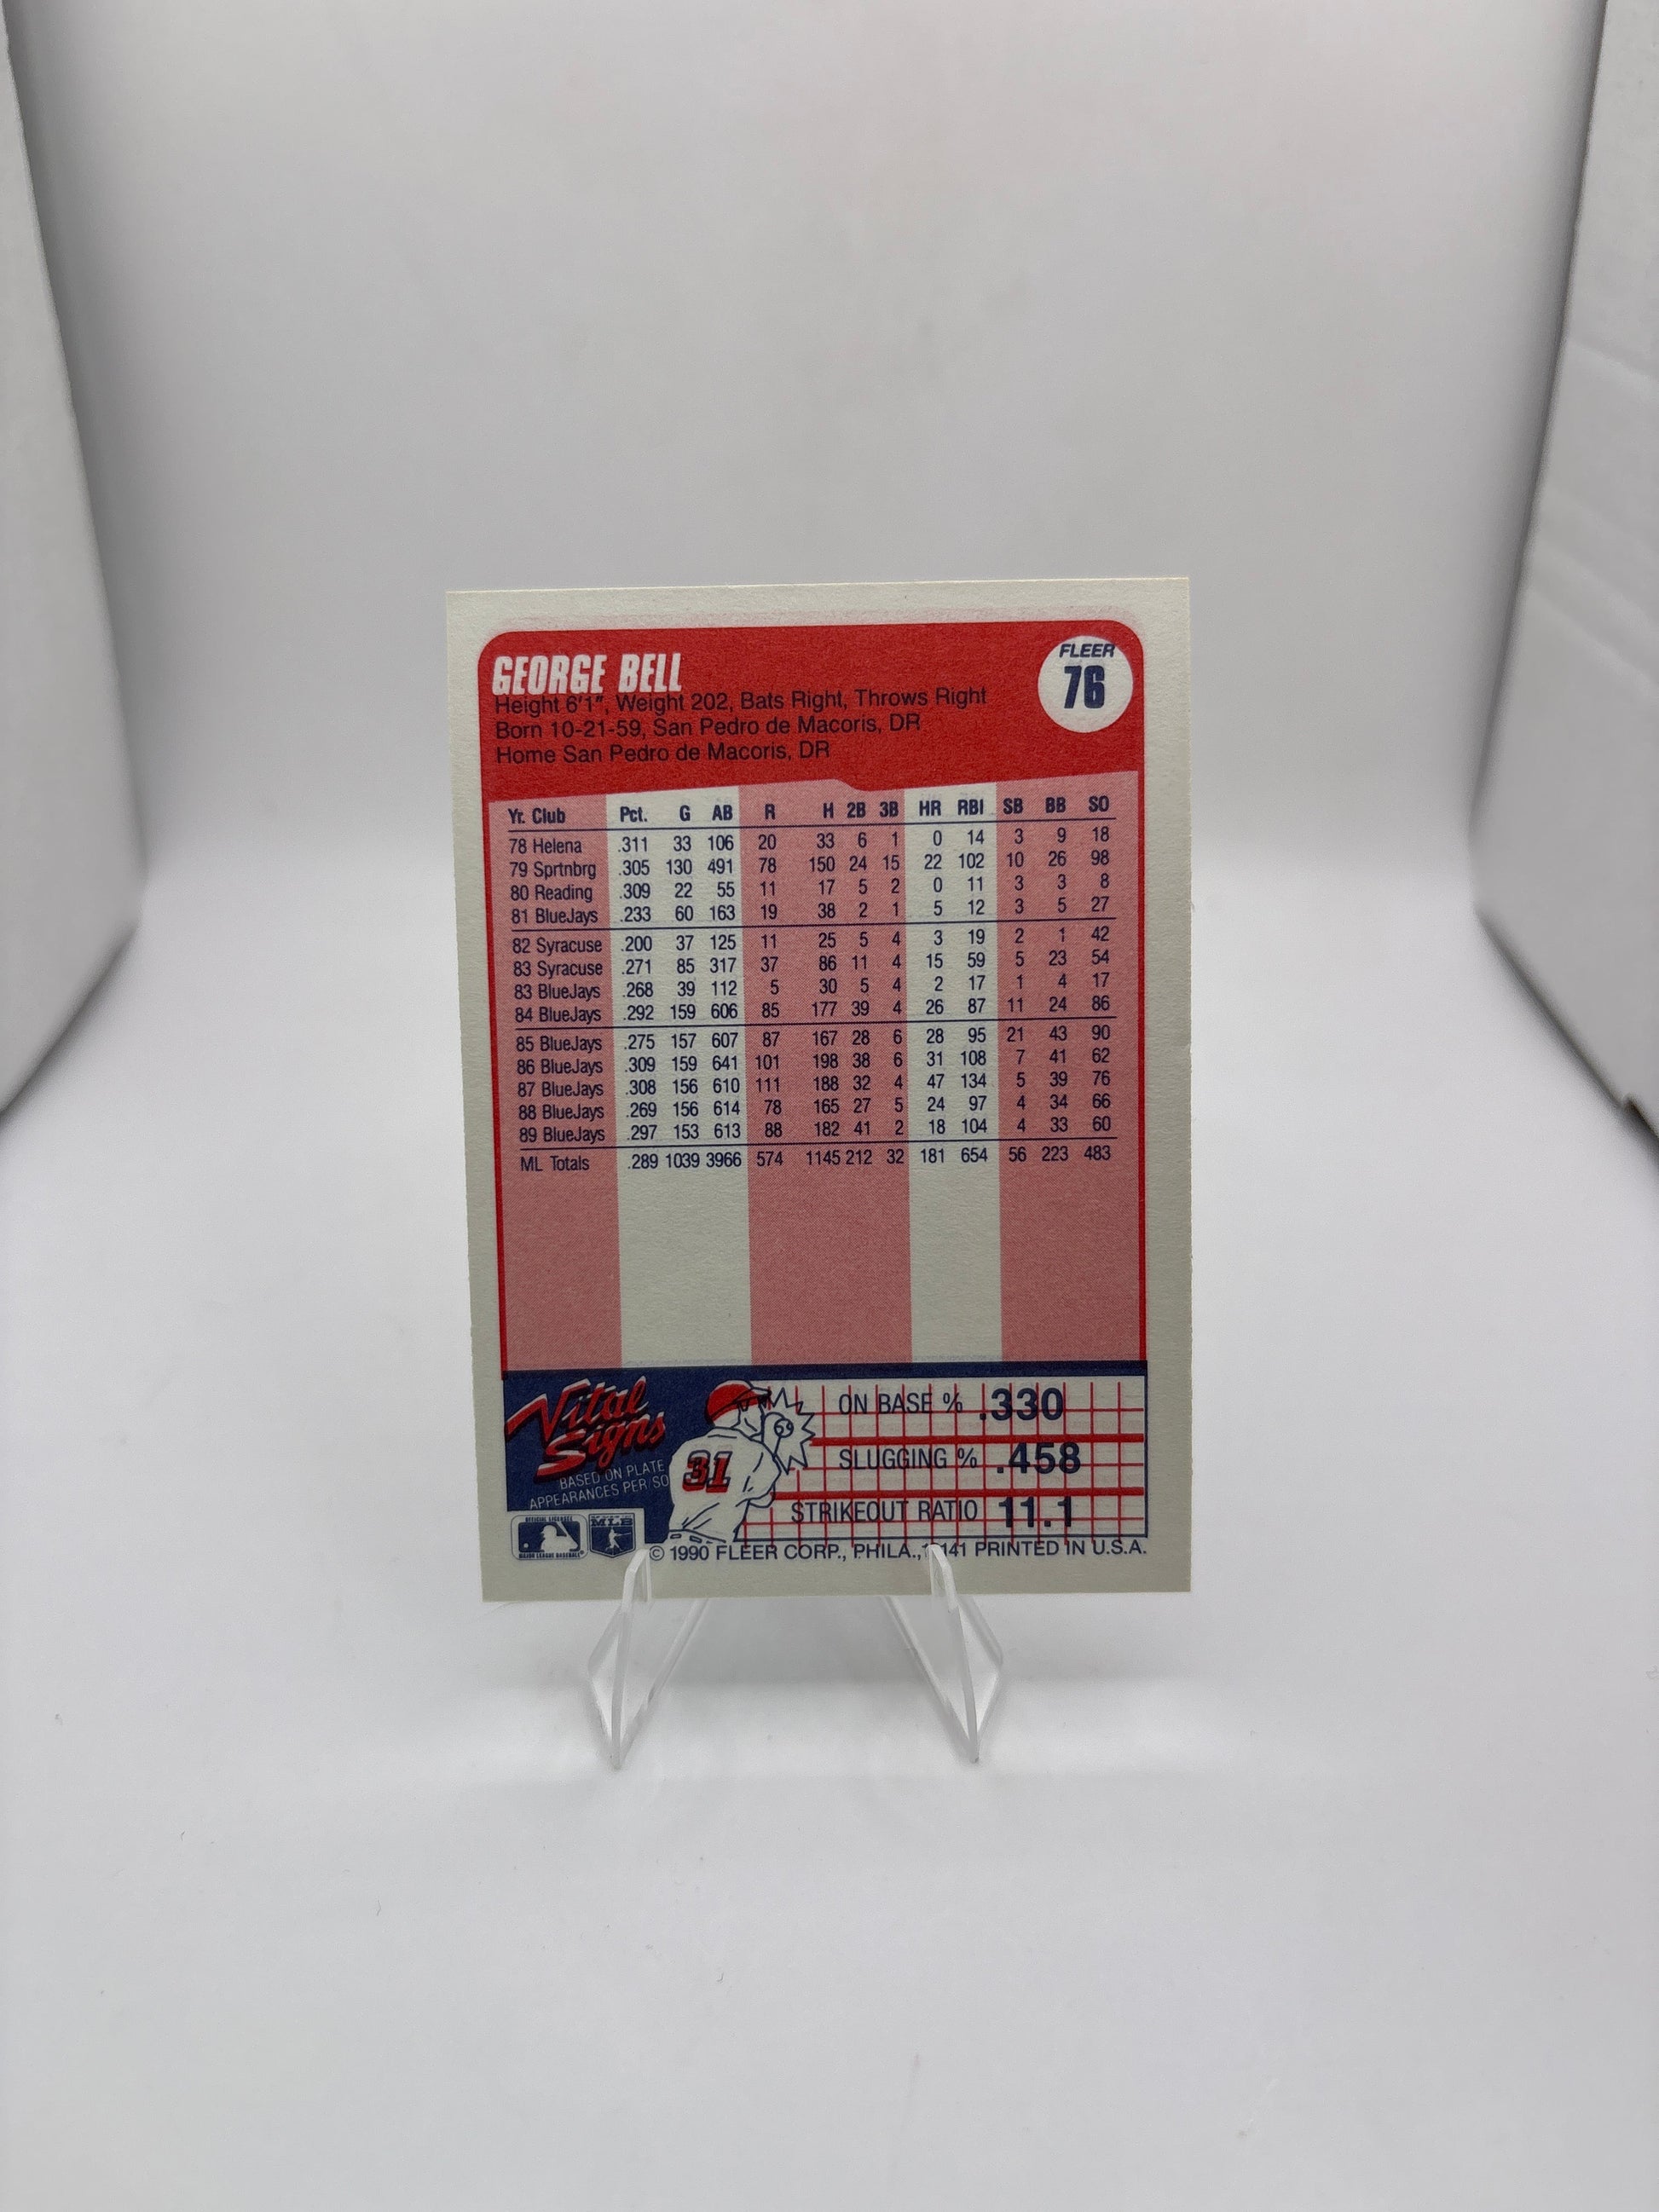 GEORGE BELL
FLEER
76
Height 6'1", Weight 202, Bats Right, Throws Right
Born 10-21-59, San Pedro de Macoris, DR
Home San Pedro de Macoris, DR
Yr. Club Pct. G AB R H 2B 3B HR RBI SB BB SO
78 Helena .311 33 106 20 33 6 1 0 14 3 9 18
79 Sprtnbrg .305 130 491 78 150 24 15 22 102 10 26 98
80 Reading .309 22 55 11 17 5 2 0 11 3 3 8
81 BlueJays .233 60 163 19 38 2 1 5 12 3 5 27
82 Syracuse .200 37 125 11 25 5 4 3 19 2 1 42
83 Syracuse .271 85 317 37 86 11 4 15 59 5 23 54
83 BlueJays .268 39 112 5 30 5 4 2 17 1 4 17
84 BlueJays .292 159 606 85 177 39 4 26 87 11 24 86
85 BlueJays .275 157 607 87 167 28 6 28 95 21 43 90
86 BlueJays .309 159 641 101 198 38 6 31 108 7 41 62
87 BlueJays .308 156 610 111 188 32 4 47 134 5 39 76
88 BlueJays .269 156 614 78 165 27 5 24 97 4 34 66
89 BlueJays .297 153 613 88 182 41 2 18 104 4 33 60
ML Totals .289 1039 3966 574 1145 212 32 181 654 56 223 483
Vital
Signs
BASED ON PLATE
APPEARANCES PER SO
31
ON BASE % .330
SLUGGING % .458
STRIKEOUT RATIO 11.1
OFFICIAL LICENSEE
MAJOR LEAGUE BASEBALL
MLB
© 1990 FLEER CORP., PHILA., 141 PRINTED IN U.S.A.